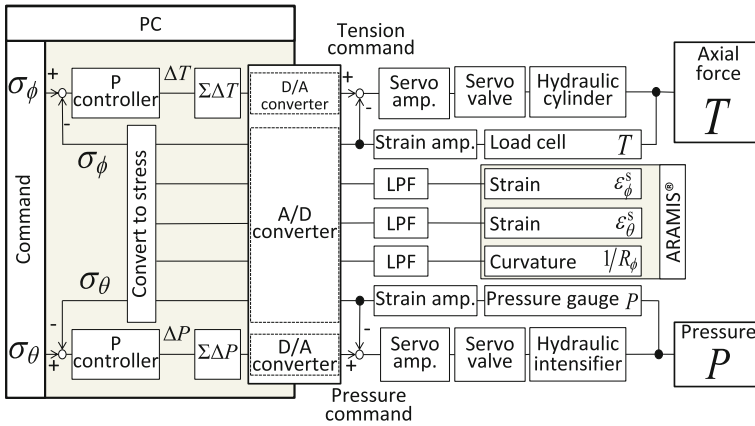 PC
Tension
command
Axial
force
T
Command
σϕ
+
-
P
controller
ΔT
ΣΔT
D/A
converter
+
-
Servo
amp.
Servo
valve
Hydraulic
cylinder
σϕ
Convert to stress
A/D
converter
Strain amp.
Load cell T
LPF
Strain εϕˢ
LPF
Strain εθˢ
LPF
Curvature 1/Rϕ
ARAMIS®
σθ
Strain amp.
Pressure gauge P
σθ
-
+
P
controller
ΔP
ΣΔP
D/A
converter
-
+
Servo
amp.
Servo
valve
Hydraulic
intensifier
Pressure
P
Pressure
command